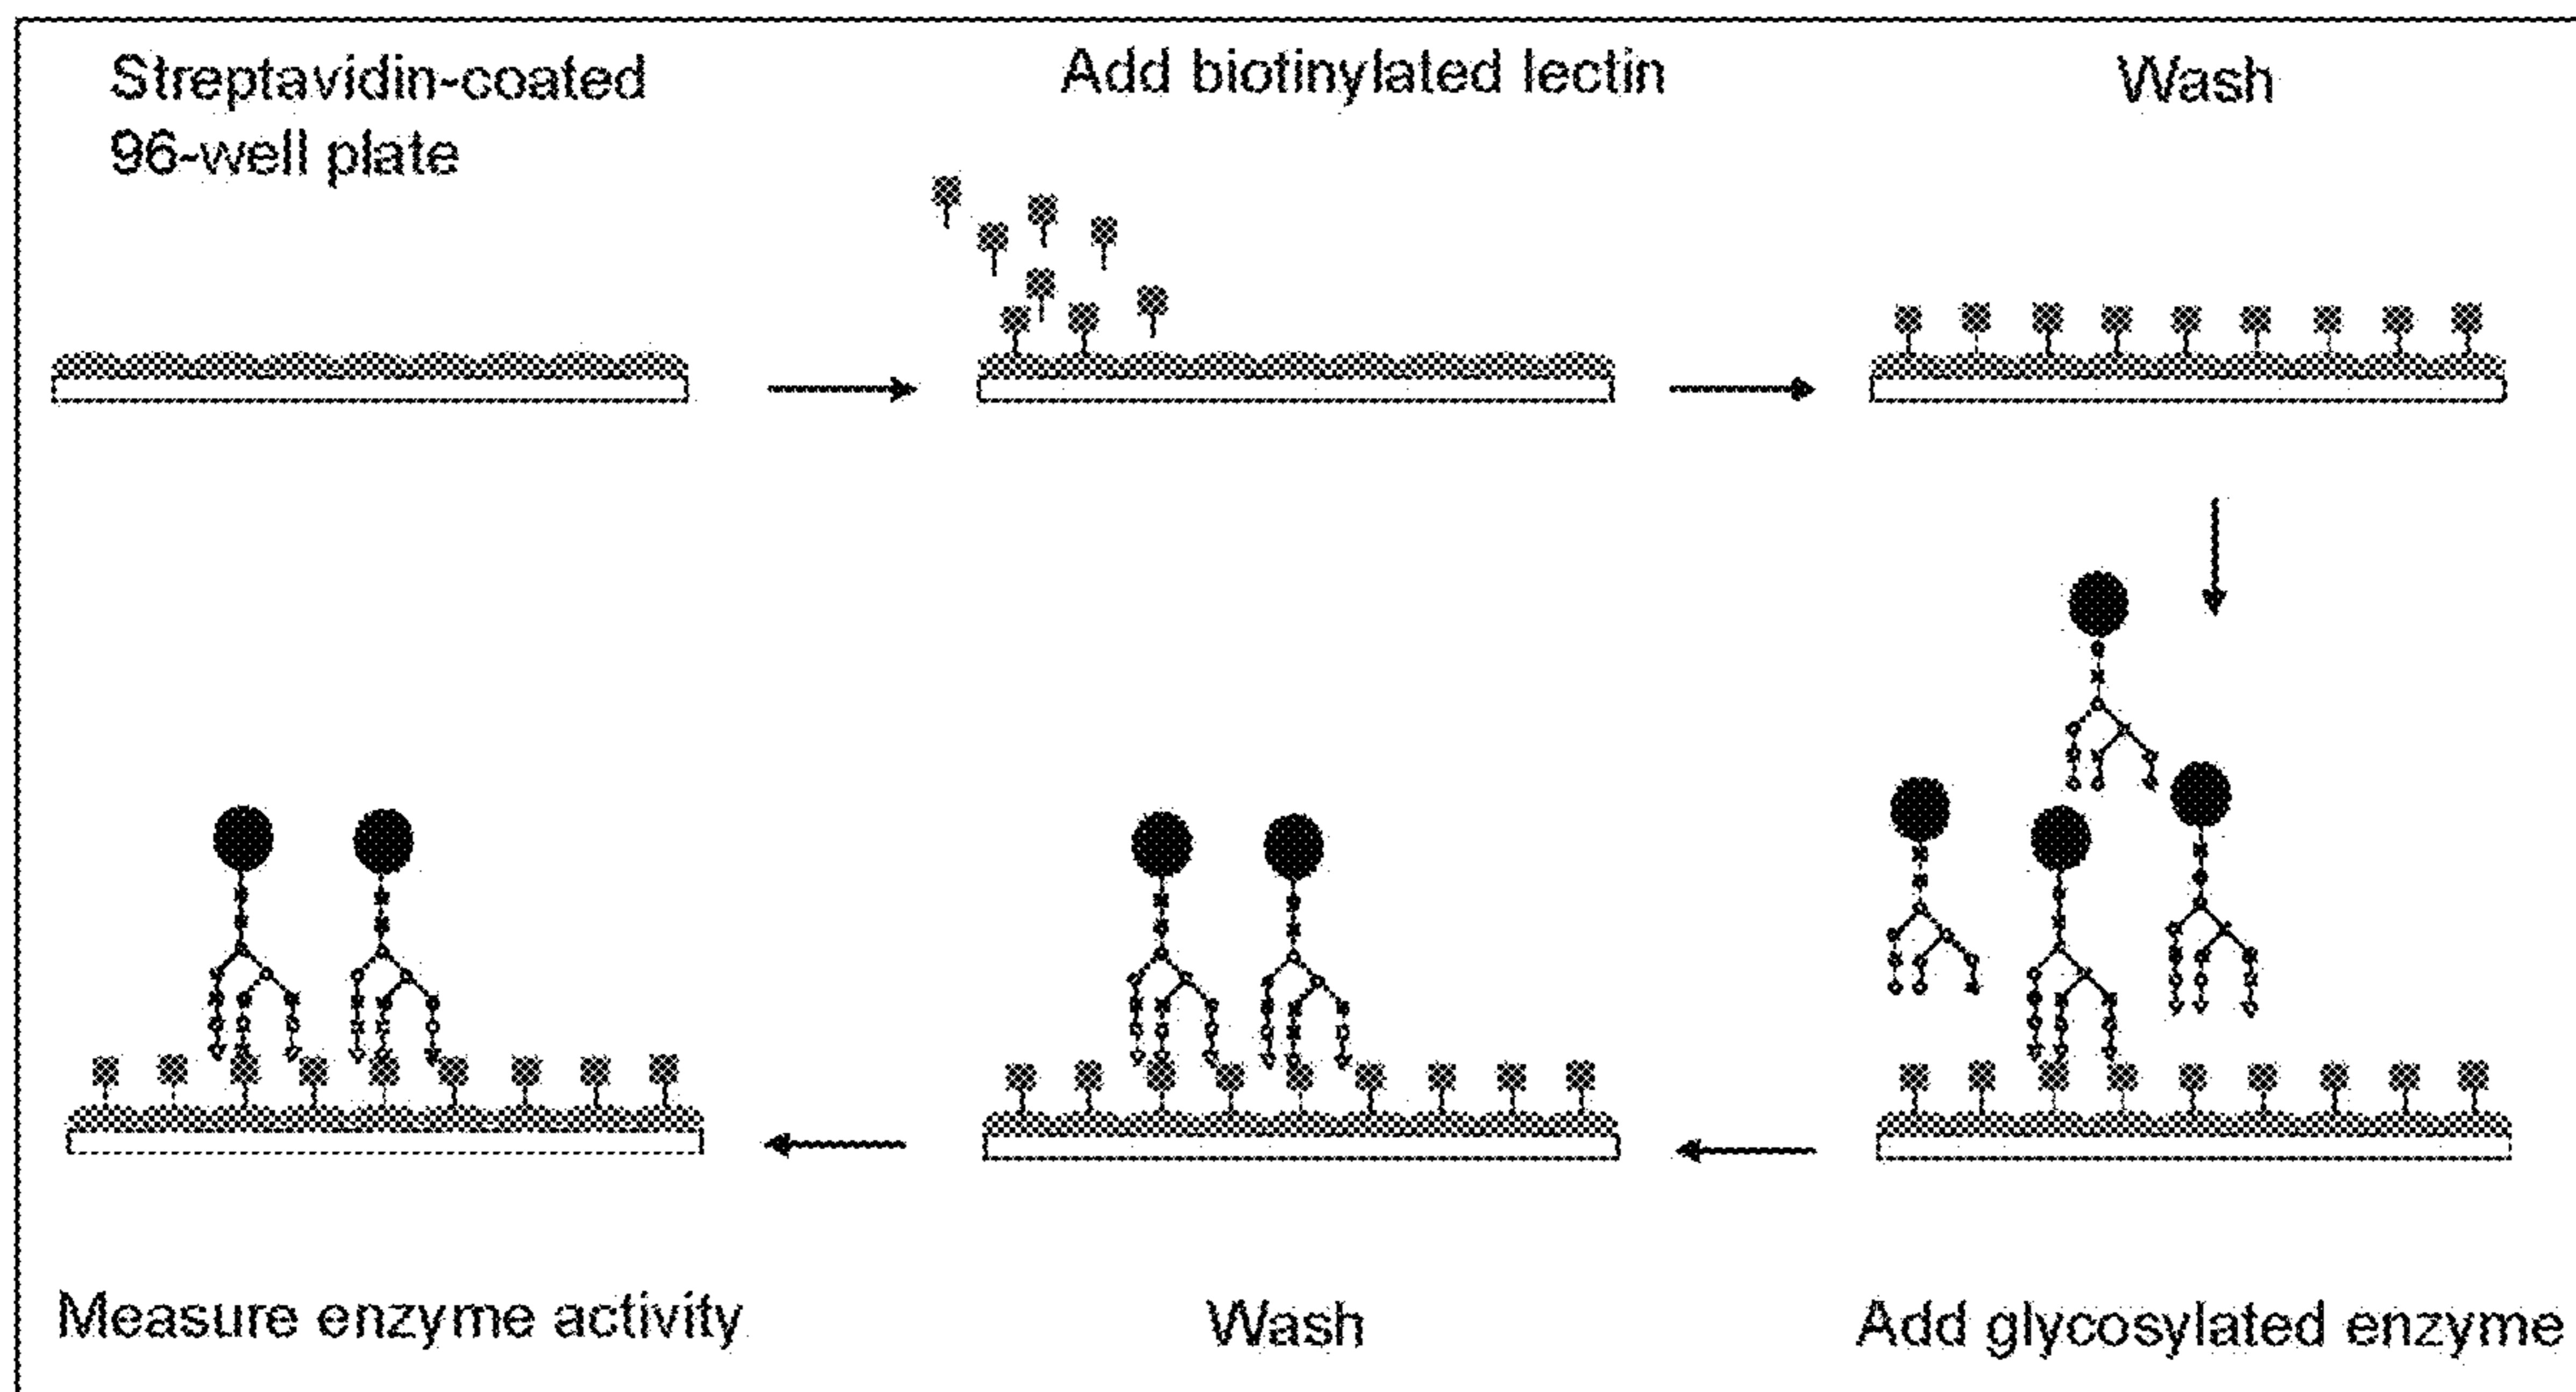 Streptavidin-coated
96-well plate
Add biotinylated lectin
Wash
Measure enzyme activity
Wash
Add glycosylated enzyme